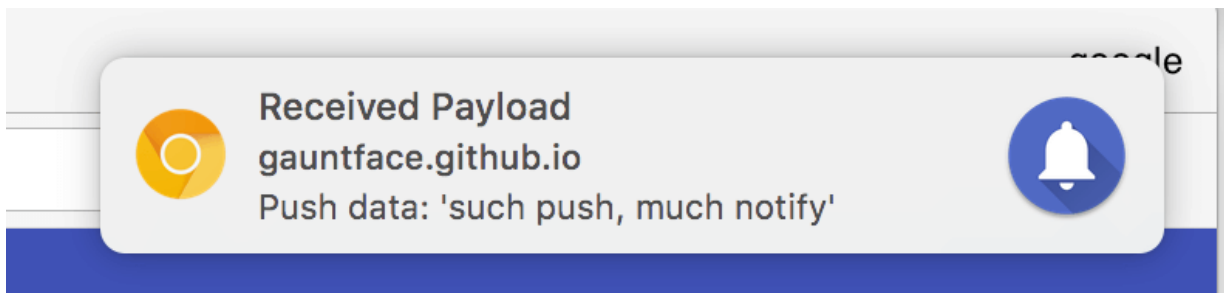 Received Payload
gauntface.github.io
Push data: 'such push, much notify'